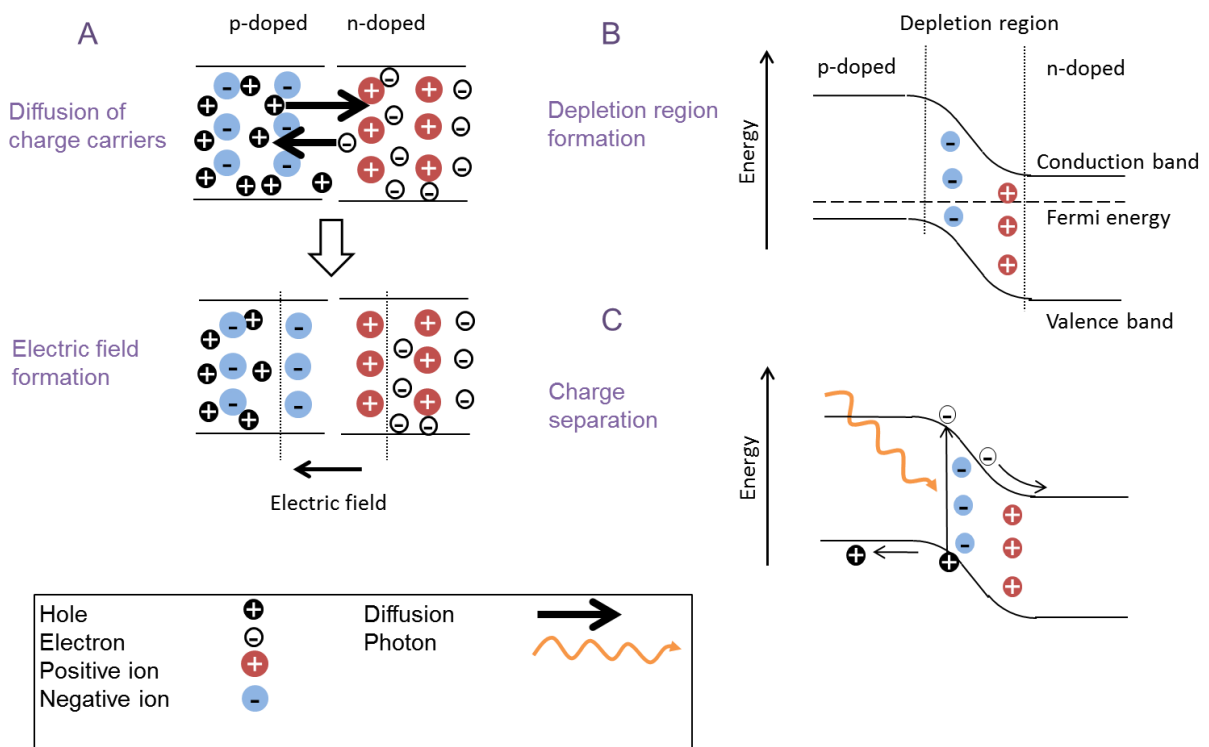 A
p-doped
n-doped
Diffusion of
charge carriers
Electric field
formation
Electric field
B
Depletion region
p-doped
n-doped
Depletion region
formation
Energy
Conduction band
Fermi energy
Valence band
C
Charge
separation
Energy
Hole
Electron
Positive ion
Negative ion
Diffusion
Photon